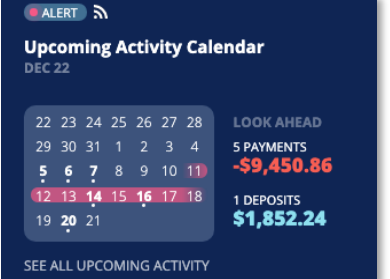 ALERT
Upcoming Activity Calendar
DEC 22
22 23 24 25 26 27 28
29 30 31 1 2 3 4
5 6 7 8 9 10 11
12 13 14 15 16 17 18
19 20 21
LOOK AHEAD
5 PAYMENTS
-$9,450.86
1 DEPOSITS
$1,852.24
SEE ALL UPCOMING ACTIVITY